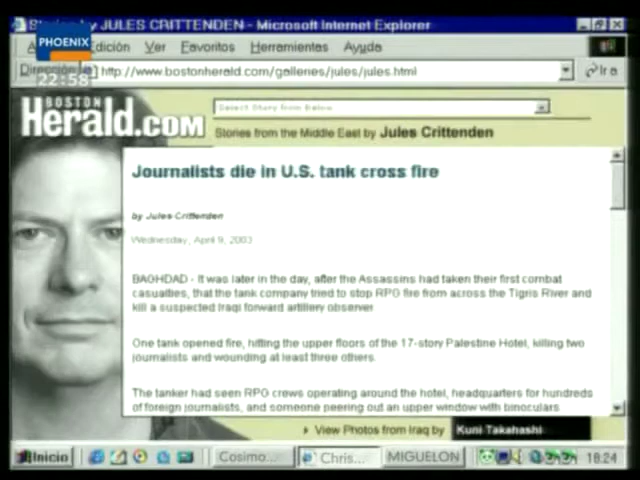 by JULES CRITTENDEN - Microsoft Internet Explorer
PHOENIX
Edición Ver Favoritos Herramientas Ayuda
Dirección http://www.bostonherald.com/galleries/jules/jules.html Ir a
22:58
BOSTON
Herald.com
Select Story from Below
Stories from the Middle East by Jules Crittenden
Journalists die in U.S. tank cross fire
by Jules Crittenden
Wednesday, April 9, 2003
BAGHDAD - It was later in the day, after the Assassins had taken their first combat
casualties, that the tank company tried to stop RPG fire from across the Tigris River and
kill a suspected Iraqi forward artillery observer
One tank opened fire, hitting the upper floors of the 17-story Palestine Hotel, killing two
journalists and wounding at least three others.
The tanker had seen RPG crews operating around the hotel, headquarters for hundreds
of foreign journalists, and someone peering out an upper window with binoculars
View Photos from Iraq by Kuni Takahashi
Inicio Cosimo... Chris... MIGUELON 18:24